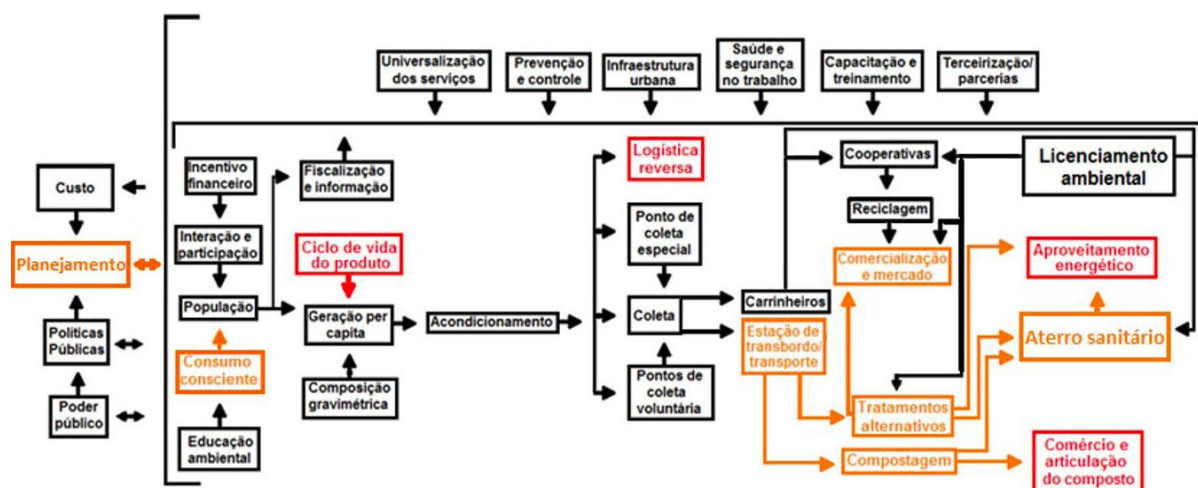 Universalização
dos serviços
Prevenção
e controle
Infraestrutura
urbana
Saúde e
segurança
no trabalho
Capacitação e
treinamento
Terceirização/
parcerias
Custo
Planejamento
Políticas
Públicas
Poder
público
Incentivo
financeiro
Interação e
participação
População
Consumo
consciente
Educação
ambiental
Fiscalização
e informação
Ciclo de vida
do produto
Geração per
capita
Composição
gravimétrica
Acondicionamento
Logística
reversa
Ponto de
coleta
especial
Coleta
Pontos de
coleta
voluntária
Carrinheiros
Estação de
transbordo/
transporte
Cooperativas
Reciclagem
Comercialização
e mercado
Tratamentos
alternativos
Compostagem
Licenciamento
ambiental
Aproveitamento
energético
Aterro sanitário
Comércio e
articulação
do composto